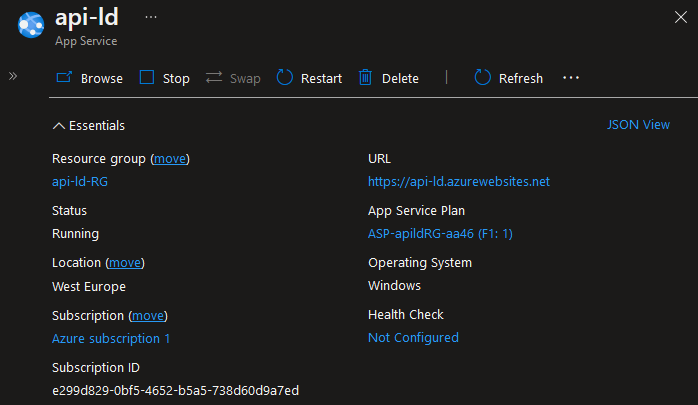 api-ld ...
App Service
Browse Stop Swap Restart Delete Refresh ...
Essentials JSON View
Resource group (move)
api-ld-RG
Status
Running
Location (move)
West Europe
Subscription (move)
Azure subscription 1
Subscription ID
e299d829-0bf5-4652-b5a5-738d60d9a7ed
URL
https://api-ld.azurewebsites.net
App Service Plan
ASP-apildRG-aa46 (F1: 1)
Operating System
Windows
Health Check
Not Configured